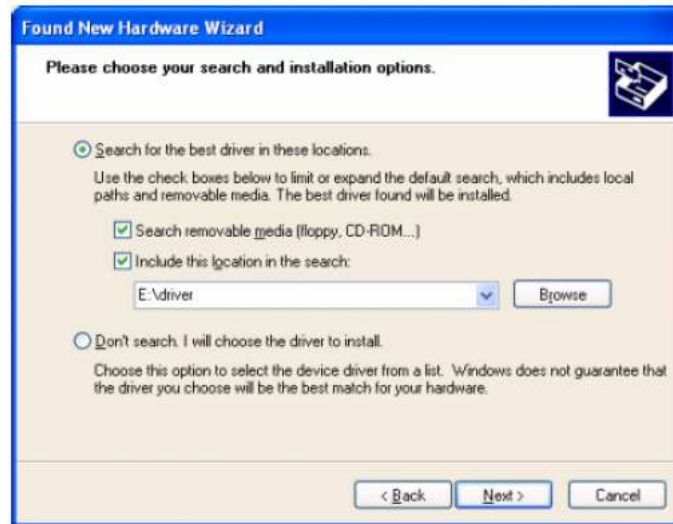 Found New Hardware Wizard
Please choose your search and installation options.
Search for the best driver in these locations.
Use the check boxes below to limit or expand the default search, which includes local
paths and removable media. The best driver found will be installed.
Search removable media (floppy, CD-ROM...)
Include this location in the search:
E:\driver
Browse
Don't search. I will choose the driver to install.
Choose this option to select the device driver from a list. Windows does not guarantee that
the driver you choose will be the best match for your hardware.
< Back Next > Cancel